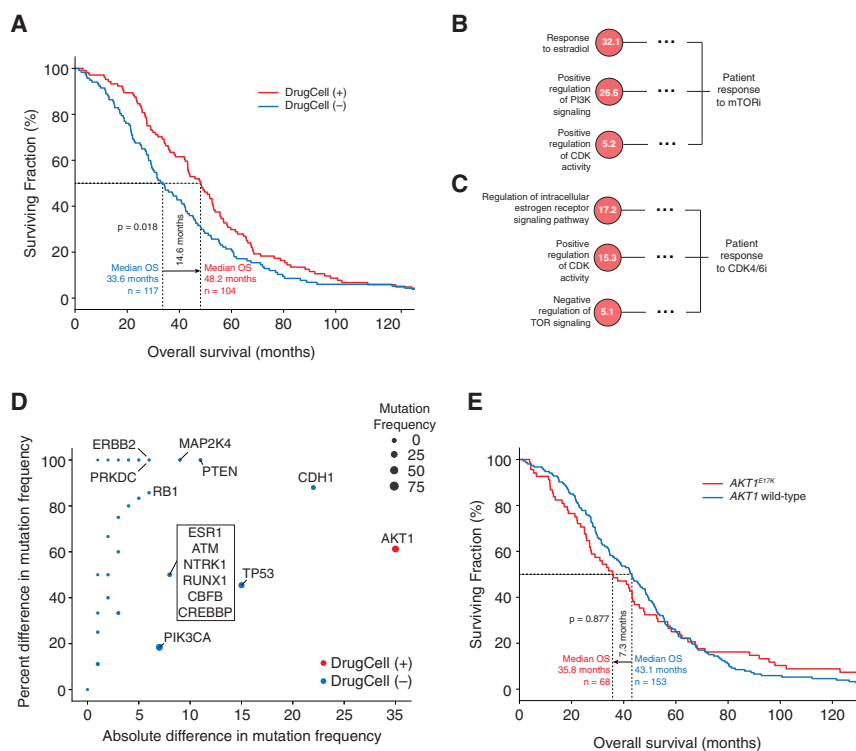 A
DrugCell (+)
DrugCell (–)
Surviving Fraction (%)
100
80
60
40
20
0
p = 0.018
14.6 months
Median OS
33.6 months
n = 117
Median OS
48.2 months
n = 104
0
20
40
60
80
100
120
Overall survival (months)
B
Response
to estradiol
32.1
...
Positive
regulation
of PI3K
signaling
26.6
...
Positive
regulation
of CDK
activity
5.2
...
Patient
response
to mTORi
C
Regulation of intracellular
estrogen receptor
signaling pathway
17.2
...
Positive
regulation
of CDK
activity
15.3
...
Negative
regulation of
TOR signaling
5.1
...
Patient
response
to CDK4/6i
D
Percent difference in mutation frequency
100
80
60
40
20
0
ERBB2
PRKDC
MAP2K4
PTEN
RB1
CDH1
AKT1
ESR1
ATM
NTRK1
RUNX1
CBFB
CREBBP
TP53
PIK3CA
Mutation
Frequency
0
25
50
75
DrugCell (+)
DrugCell (–)
0
5
10
15
20
25
30
35
Absolute difference in mutation frequency
E
AKT1E17K
AKT1 wild-type
Surviving Fraction (%)
100
80
60
40
20
0
p = 0.877
7.3 months
Median OS
35.8 months
n = 68
Median OS
43.1 months
n = 153
0
20
40
60
80
100
120
Overall survival (months)